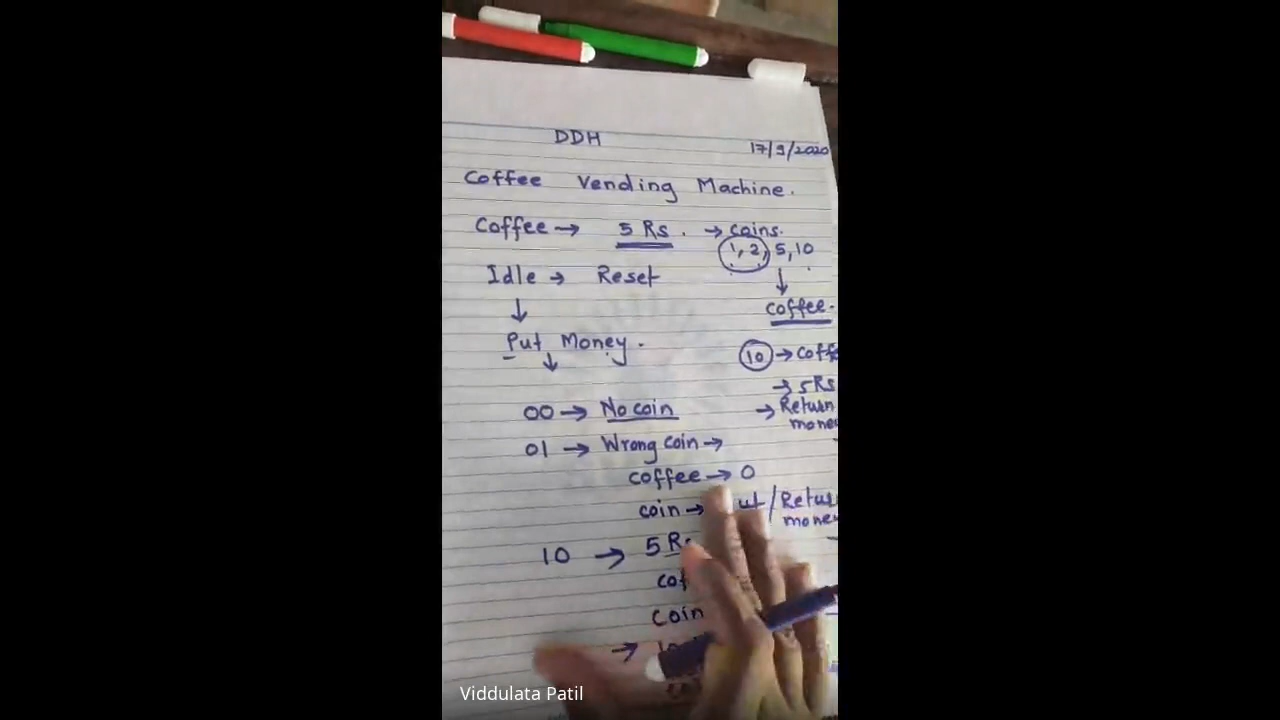 DDH
17/9/2020
Coffee Vending Machine.
Coffee → 5 Rs. → coins.
1, 2, 5, 10
Idle → Reset
↓ ↓
coffee.
Put Money.
↓
10 →
→ 5 Rs
00 → No coin
→ Return
01 → Wrong coin →
coffee → 0
coin → /
10 → 5
Coin
→
Viddulata Patil